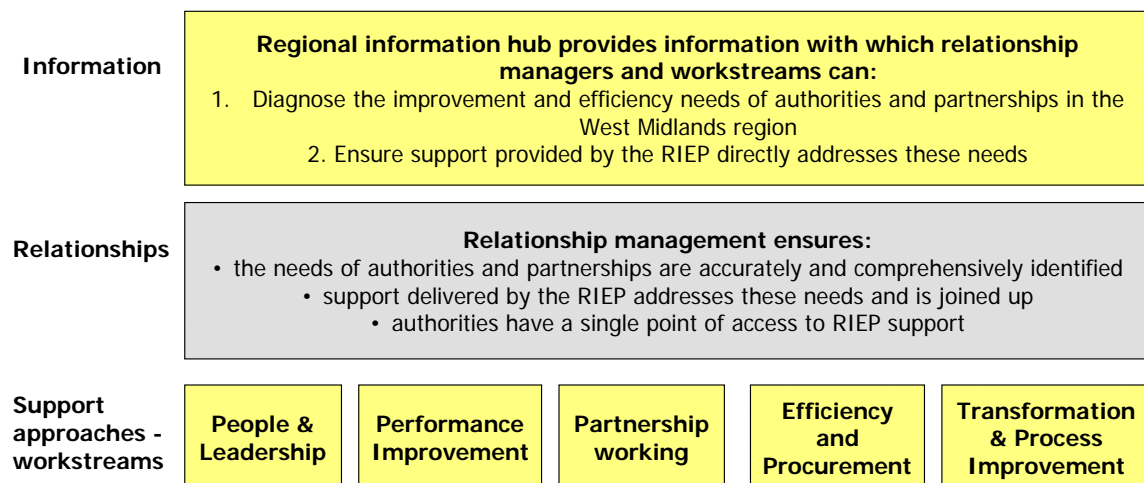 Information
Regional information hub provides information with which relationship
managers and workstreams can:
1. Diagnose the improvement and efficiency needs of authorities and partnerships in the
West Midlands region
2. Ensure support provided by the RIEP directly addresses these needs
Relationships
Relationship management ensures:
• the needs of authorities and partnerships are accurately and comprehensively identified
• support delivered by the RIEP addresses these needs and is joined up
• authorities have a single point of access to RIEP support
Support
approaches -
workstreams
People &
Leadership
Performance
Improvement
Partnership
working
Efficiency
and
Procurement
Transformation
& Process
Improvement